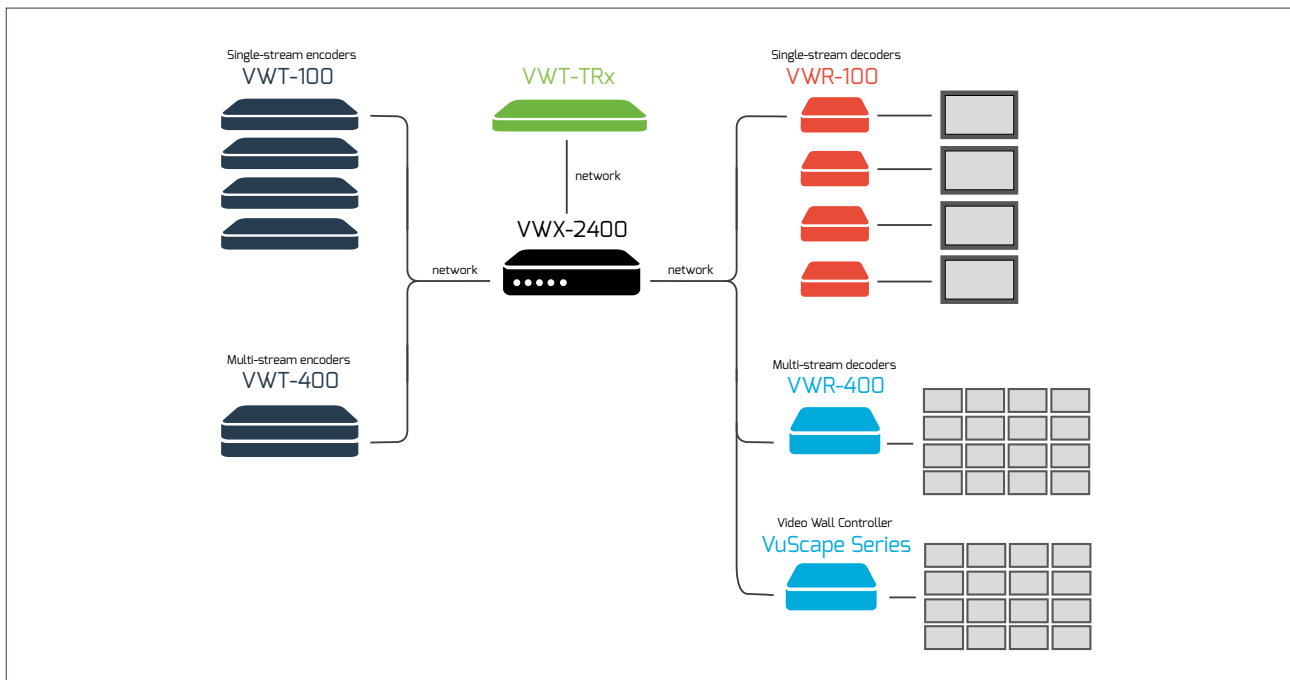 Single-stream encoders
VWT-100
VWT-TRx
Single-stream decoders
VWR-100
network
VWX-2400
network
network
Multi-stream encoders
VWT-400
Multi-stream decoders
VWR-400
Video Wall Controller
VuScape Series